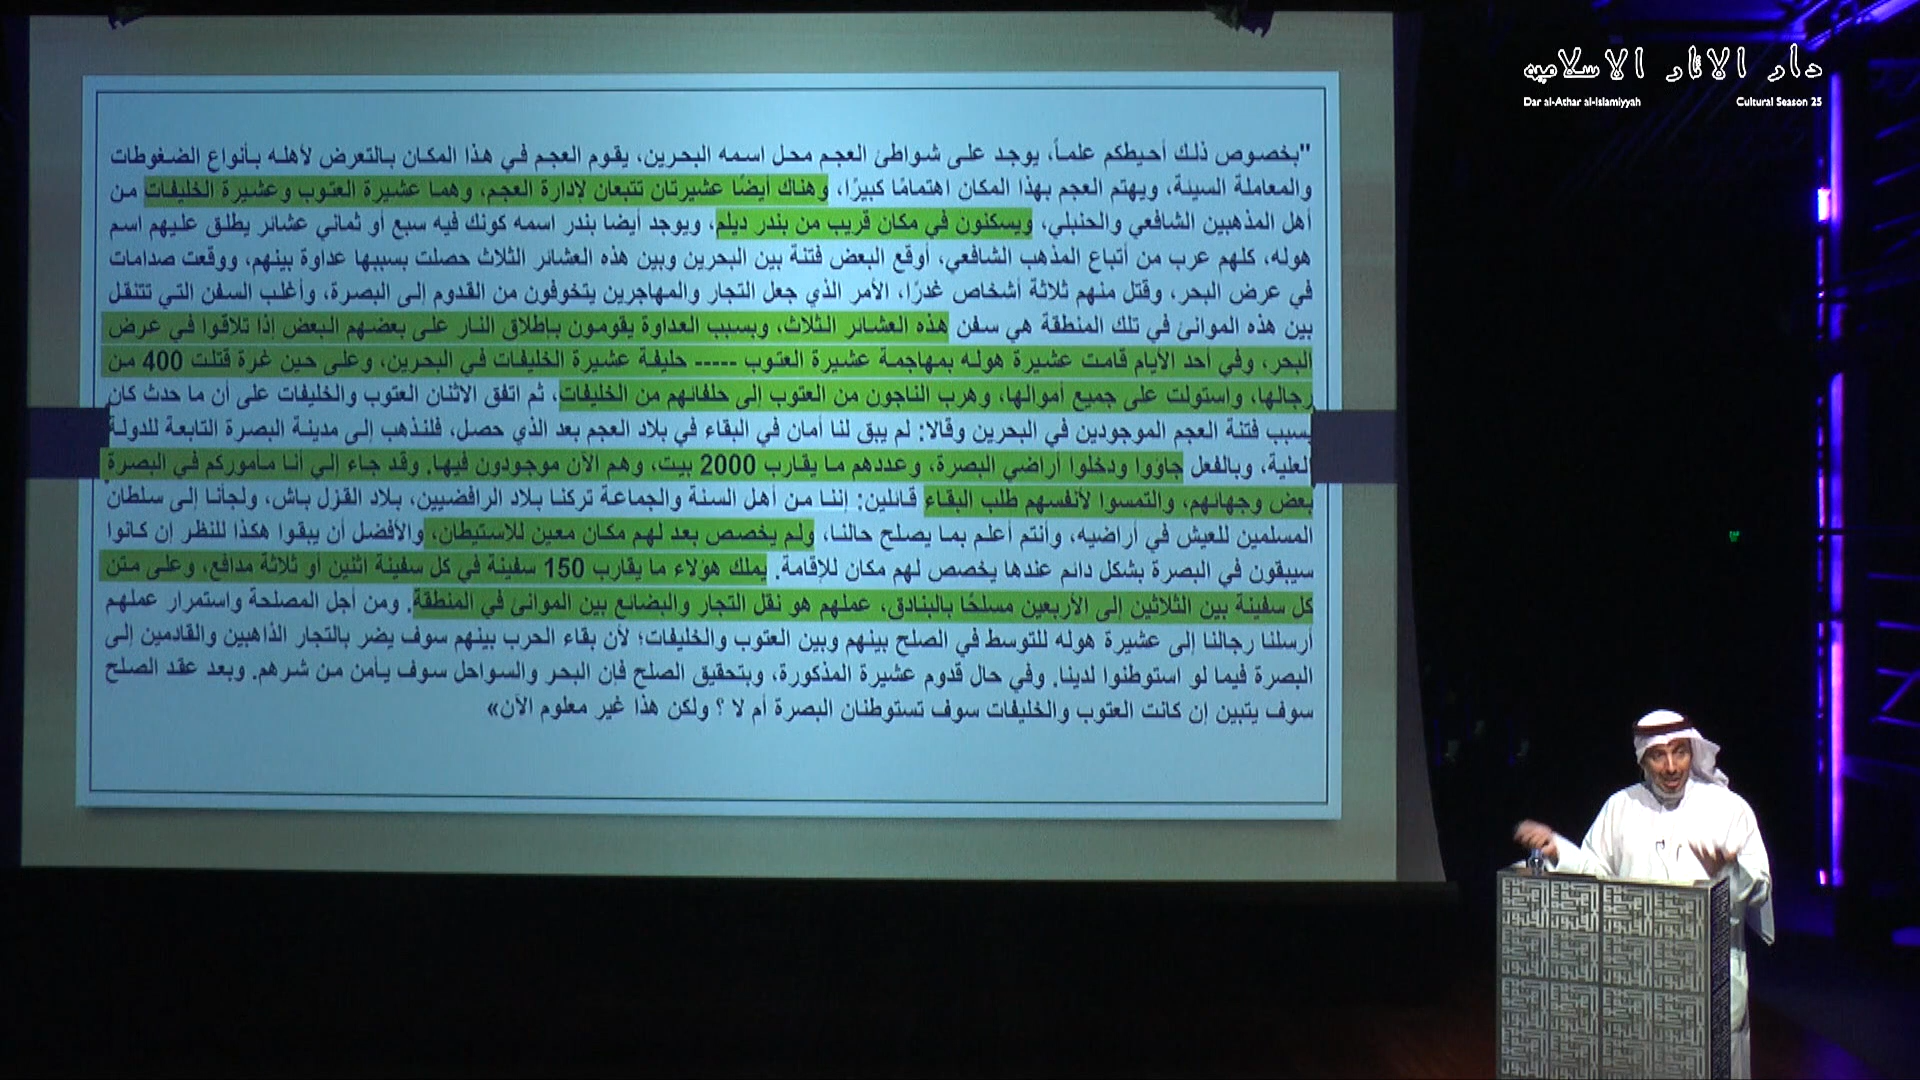 دار الآثار الاسلاميه
Dar al-Athar al-Islamiyyah
Cultural Season 25
"بخصوص ذلك أحيطكم علماً، يوجد على شواطئ العجم محل اسمه البحرين، يقوم العجم في هذا المكان بالتعرض لأهله بأنواع الضغوطات
والمعاملة السيئة، ويهتم العجم بهذا المكان اهتمامًا كبيرًا، وهناك أيضًا عشيرتان تتبعان لإدارة العجم، وهما عشيرة العتوب وعشيرة الخليفات من
أهل المذهبين الشافعي والحنبلي، ويسكنون في مكان قريب من بندر ديلم، ويوجد أيضا بندر اسمه كونك فيه سبع أو ثماني عشائر يطلق عليهم اسم
هوله، كلهم عرب من أتباع المذهب الشافعي، أوقع البعض فتنة بين البحرين وبين هذه العشائر الثلاث حصلت بسببها عداوة بينهم، ووقعت صدامات
في عرض البحر، وقتل منهم ثلاثة أشخاص غدرًا، الأمر الذي جعل التجار والمهاجرين يتخوفون من القدوم إلى البصرة، وأغلب السفن التي تتنقل
بين هذه الموانئ في تلك المنطقة هي سفن هذه العشائر الثلاث، وبسبب العداوة يقومون بإطلاق النار على بعضهم البعض إذا تلاقوا في عرض
البحر، وفي أحد الأيام قامت عشيرة هوله بمهاجمة عشيرة العتوب ----- حليفة عشيرة الخليفات في البحرين، وعلى حين غرة قتلت 400 من
رجالها، واستولت على جميع أموالها، وهرب الناجون من العتوب إلى حلفائهم من الخليفات، ثم اتفق الاثنان العتوب والخليفات على أن ما حدث كان
بسبب فتنة العجم الموجودين في البحرين وقالا: لم يبق لنا أمان في البقاء في بلاد العجم بعد الذي حصل، فلنذهب إلى مدينة البصرة التابعة للدولة
العلية، وبالفعل جاؤوا ودخلوا أراضي البصرة، وعددهم ما يقارب 2000 بيت، وهم الآن موجودون فيها. وقد جاء إلي أنا مأموركم في البصرة
بعض وجهائهم، والتمسوا لأنفسهم طلب البقاء قائلين: إننا من أهل السنة والجماعة تركنا بلاد الرافضيين، بلاد القزل باش، ولجأنا إلى سلطان
المسلمين للعيش في أراضيه، وأنتم أعلم بما يصلح حالنا، ولم يخصص بعد لهم مكان معين للاستيطان، والأفضل أن يبقوا هكذا للنظر إن كانوا
سيبقون في البصرة بشكل دائم عندها يخصص لهم مكان للإقامة. يملك هؤلاء ما يقارب 150 سفينة في كل سفينة اثنين أو ثلاثة مدافع، وعلى متن
كل سفينة بين الثلاثين إلى الأربعين مسلحًا بالبنادق، عملهم هو نقل التجار والبضائع بين الموانئ في المنطقة. ومن أجل المصلحة واستمرار عملهم
أرسلنا رجالنا إلى عشيرة هوله للتوسط في الصلح بينهم وبين العتوب والخليفات؛ لأن بقاء الحرب بينهم سوف يضر بالتجار الذاهبين والقادمين إلى
البصرة فيما لو استوطنوا لدينا. وفي حال قدوم عشيرة المذكورة، وبتحقيق الصلح فإن البحر والسواحل سوف يأمن من شرهم. وبعد عقد الصلح
سوف يتبين إن كانت العتوب والخليفات سوف تستوطنان البصرة أم لا ؟ ولكن هذا غير معلوم الآن»